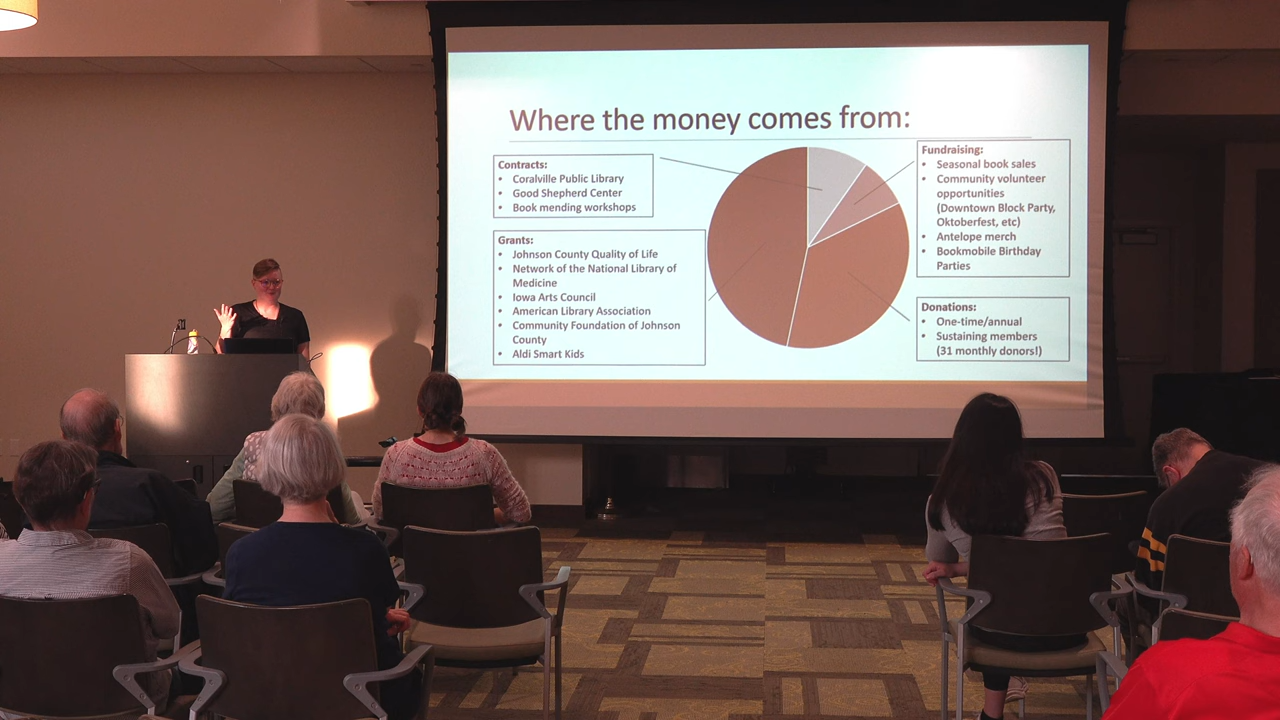 Where the money comes from:
Contracts:
• Coralville Public Library
• Good Shepherd Center
• Book mending workshops
Grants:
• Johnson County Quality of Life
• Network of the National Library of
Medicine
• Iowa Arts Council
• American Library Association
• Community Foundation of Johnson
County
• Aldi Smart Kids
Fundraising:
• Seasonal book sales
• Community volunteer
opportunities
(Downtown Block Party,
Oktoberfest, etc)
• Antelope merch
• Bookmobile Birthday
Parties
Donations:
• One-time/annual
• Sustaining members
(31 monthly donors!)